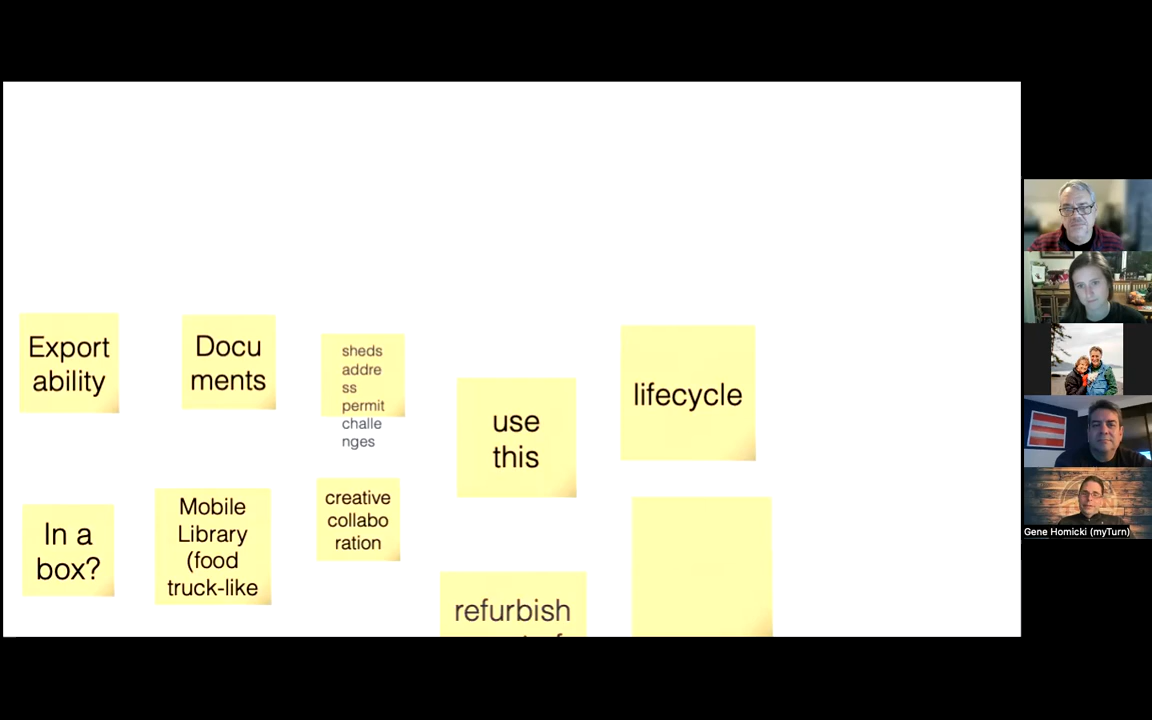 Export
ability
Docu
ments
sheds
addre
ss
permit
challe
nges
use
this
lifecycle
In a
box?
Mobile
Library
(food
truck-like
creative
collabo
ration
refurbish
Gene Homicki (myTurn)